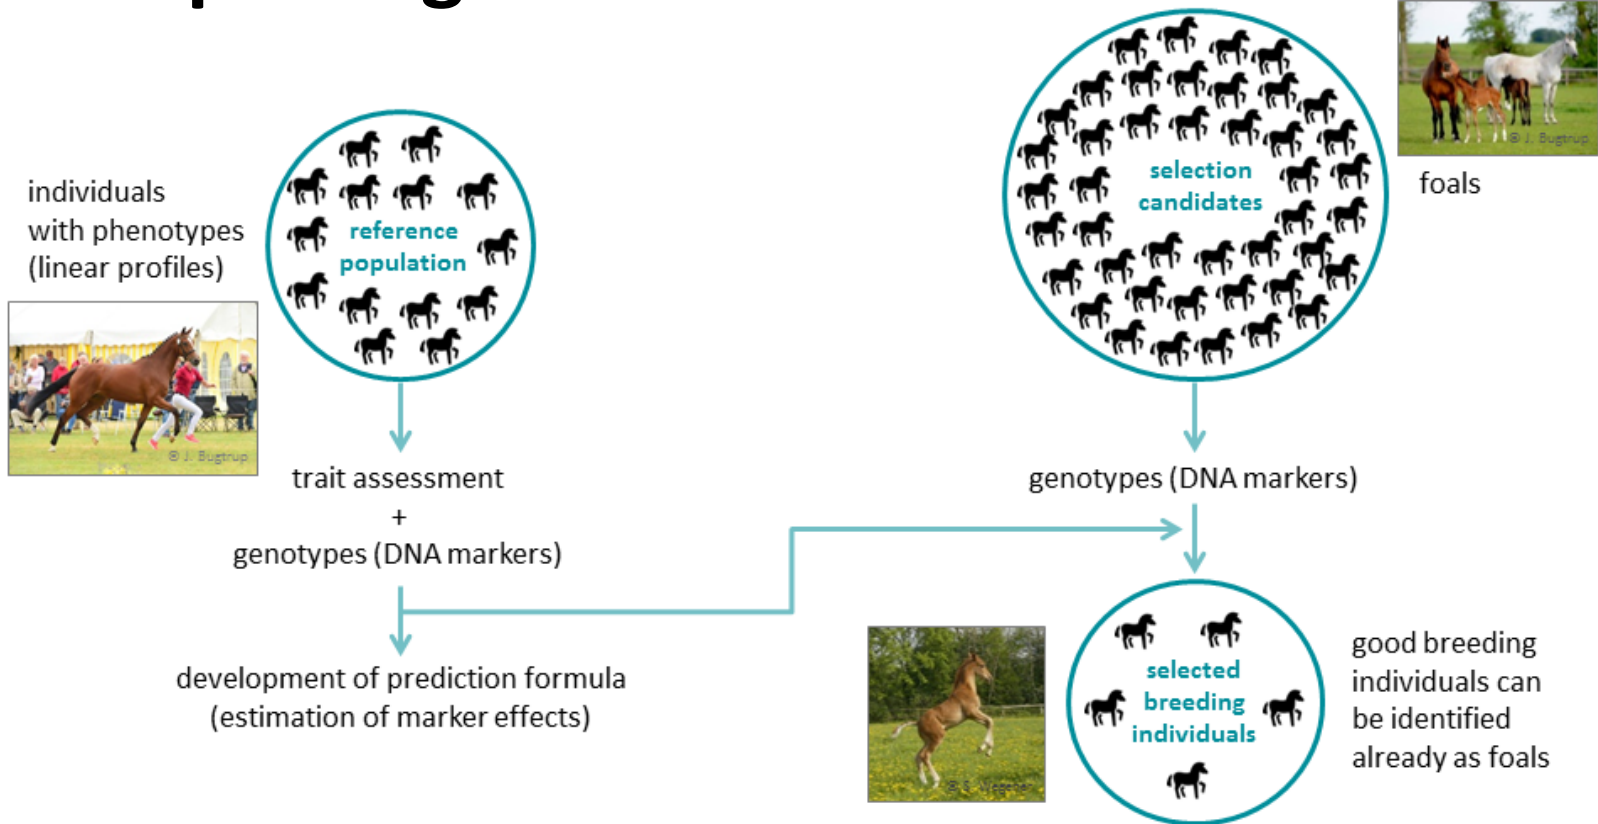 individuals
with phenotypes
(linear profiles)
reference
population
© J. Bugtrup
trait assessment
+
genotypes (DNA markers)
development of prediction formula
(estimation of marker effects)
selection
candidates
© J. Bugtrup
foals
genotypes (DNA markers)
selected
breeding
individuals
© S. Wegener
good breeding
individuals can
be identified
already as foals